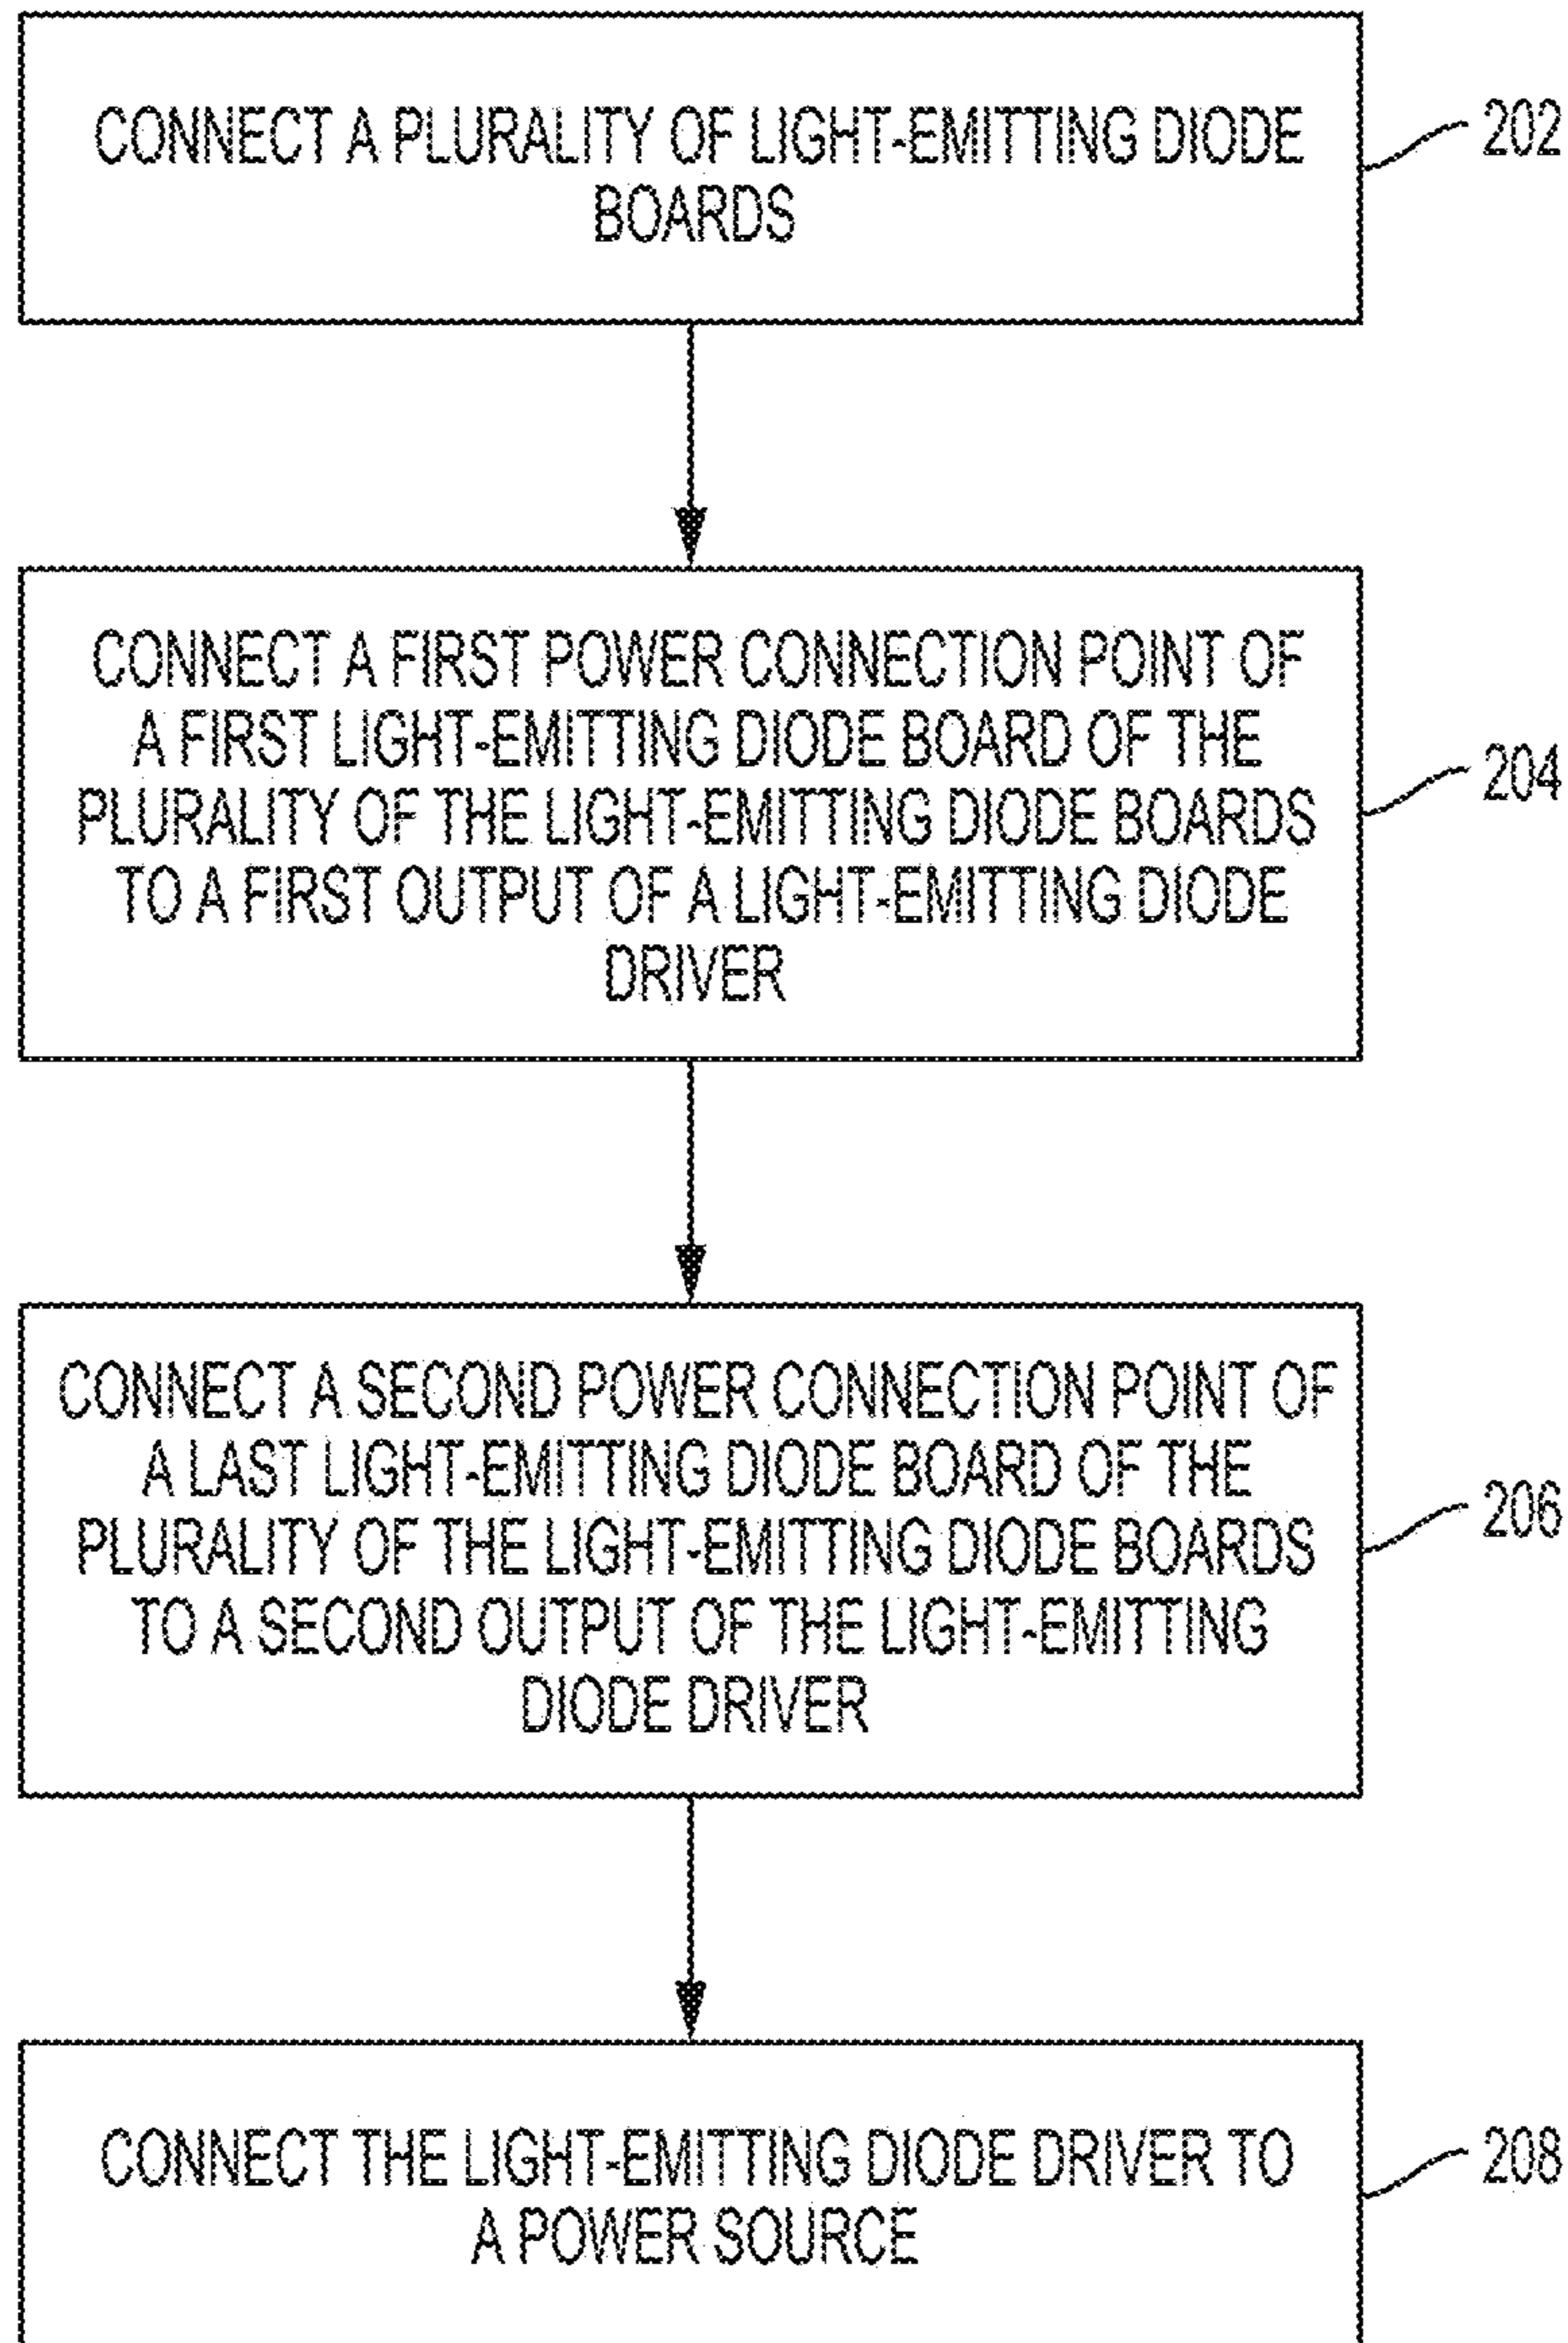 CONNECT A PLURALITY OF LIGHT-EMITTING DIODE
BOARDS
202
CONNECT A FIRST POWER CONNECTION POINT OF
A FIRST LIGHT-EMITTING DIODE BOARD OF THE
PLURALITY OF THE LIGHT-EMITTING DIODE BOARDS
TO A FIRST OUTPUT OF A LIGHT-EMITTING DIODE
DRIVER
204
CONNECT A SECOND POWER CONNECTION POINT OF
A LAST LIGHT-EMITTING DIODE BOARD OF THE
PLURALITY OF THE LIGHT-EMITTING DIODE BOARDS
TO A SECOND OUTPUT OF THE LIGHT-EMITTING
DIODE DRIVER
206
CONNECT THE LIGHT-EMITTING DIODE DRIVER TO
A POWER SOURCE
208